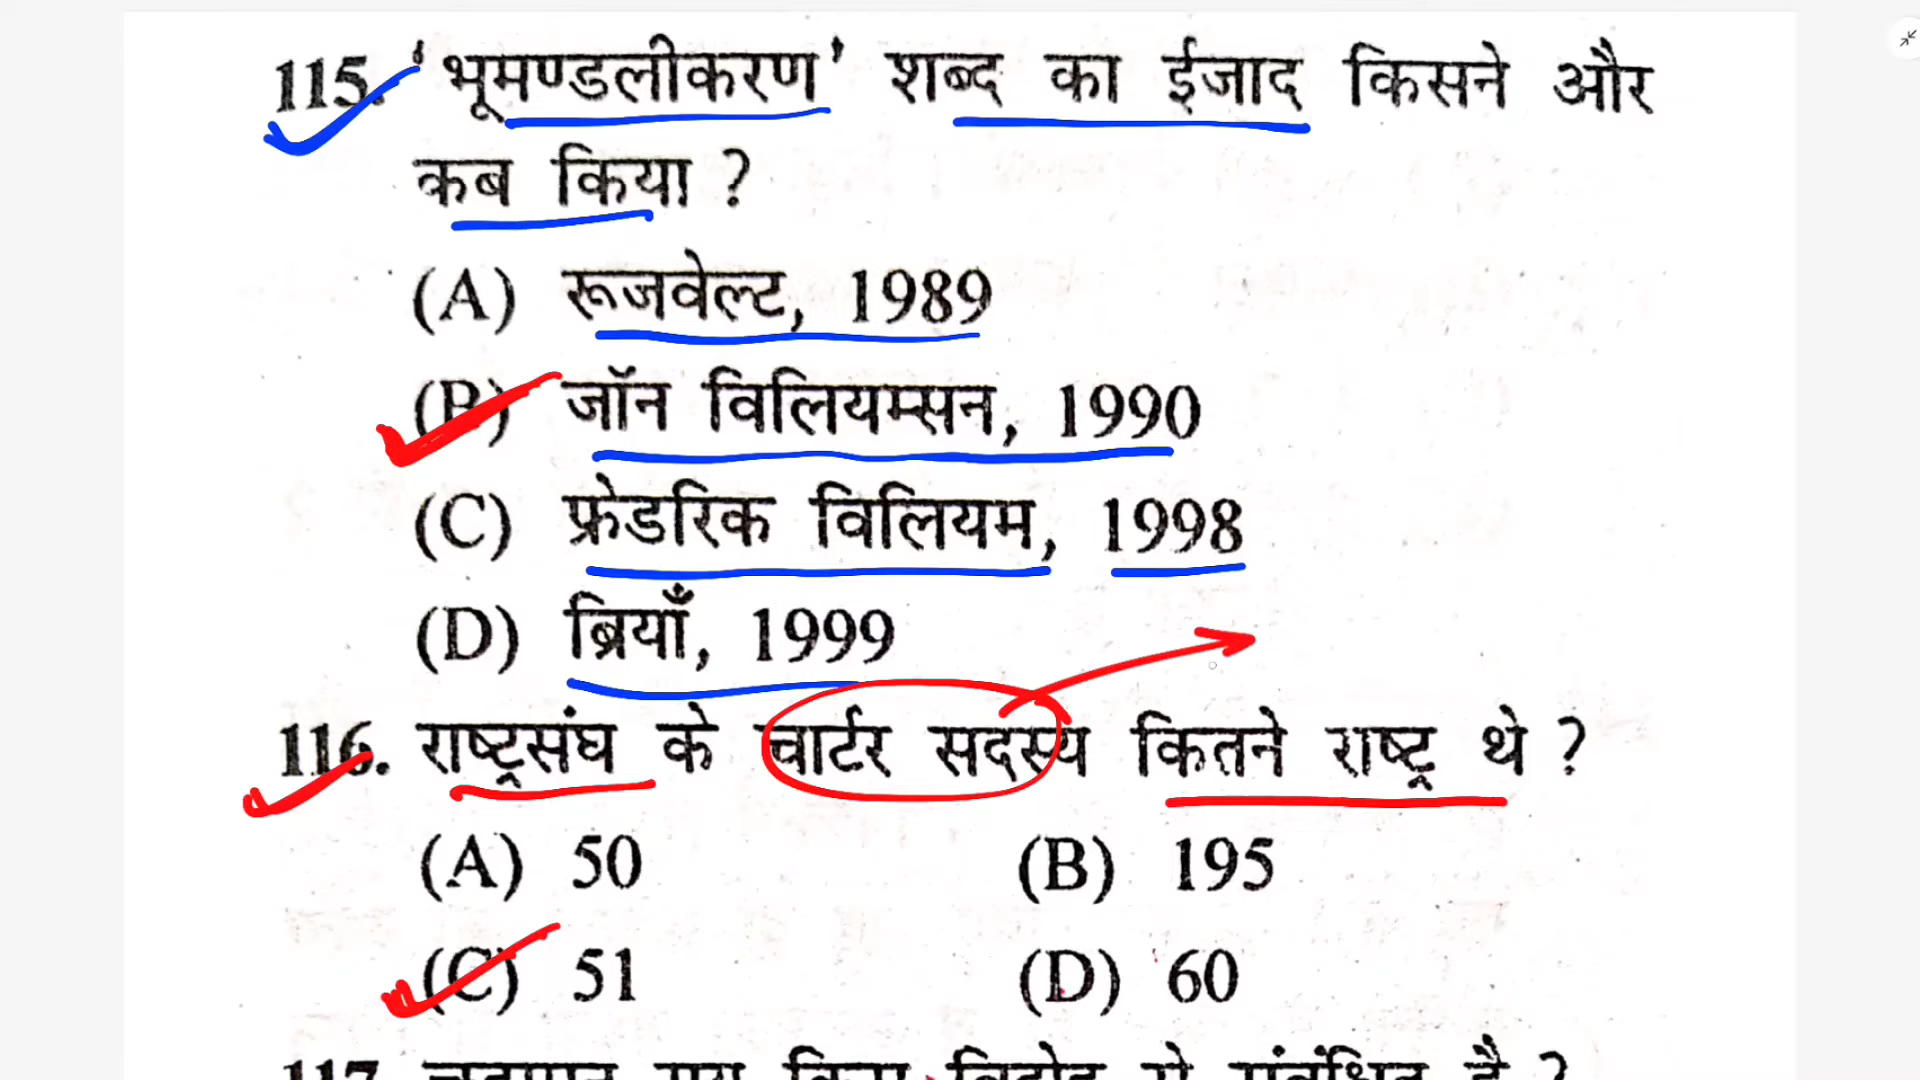 115. 'भूमण्डलीकरण' शब्द का ईजाद किसने और
कब किया ?
(A) रूजवेल्ट, 1989
(B) जॉन विलियम्सन, 1990
(C) फ्रेडरिक विलियम, 1998
(D) ब्रियाँ, 1999
116. राष्ट्रसंघ के चार्टर सदस्य कितने राष्ट्र थे ?
(A) 50 (B) 195
(C) 51 (D) 60
117.